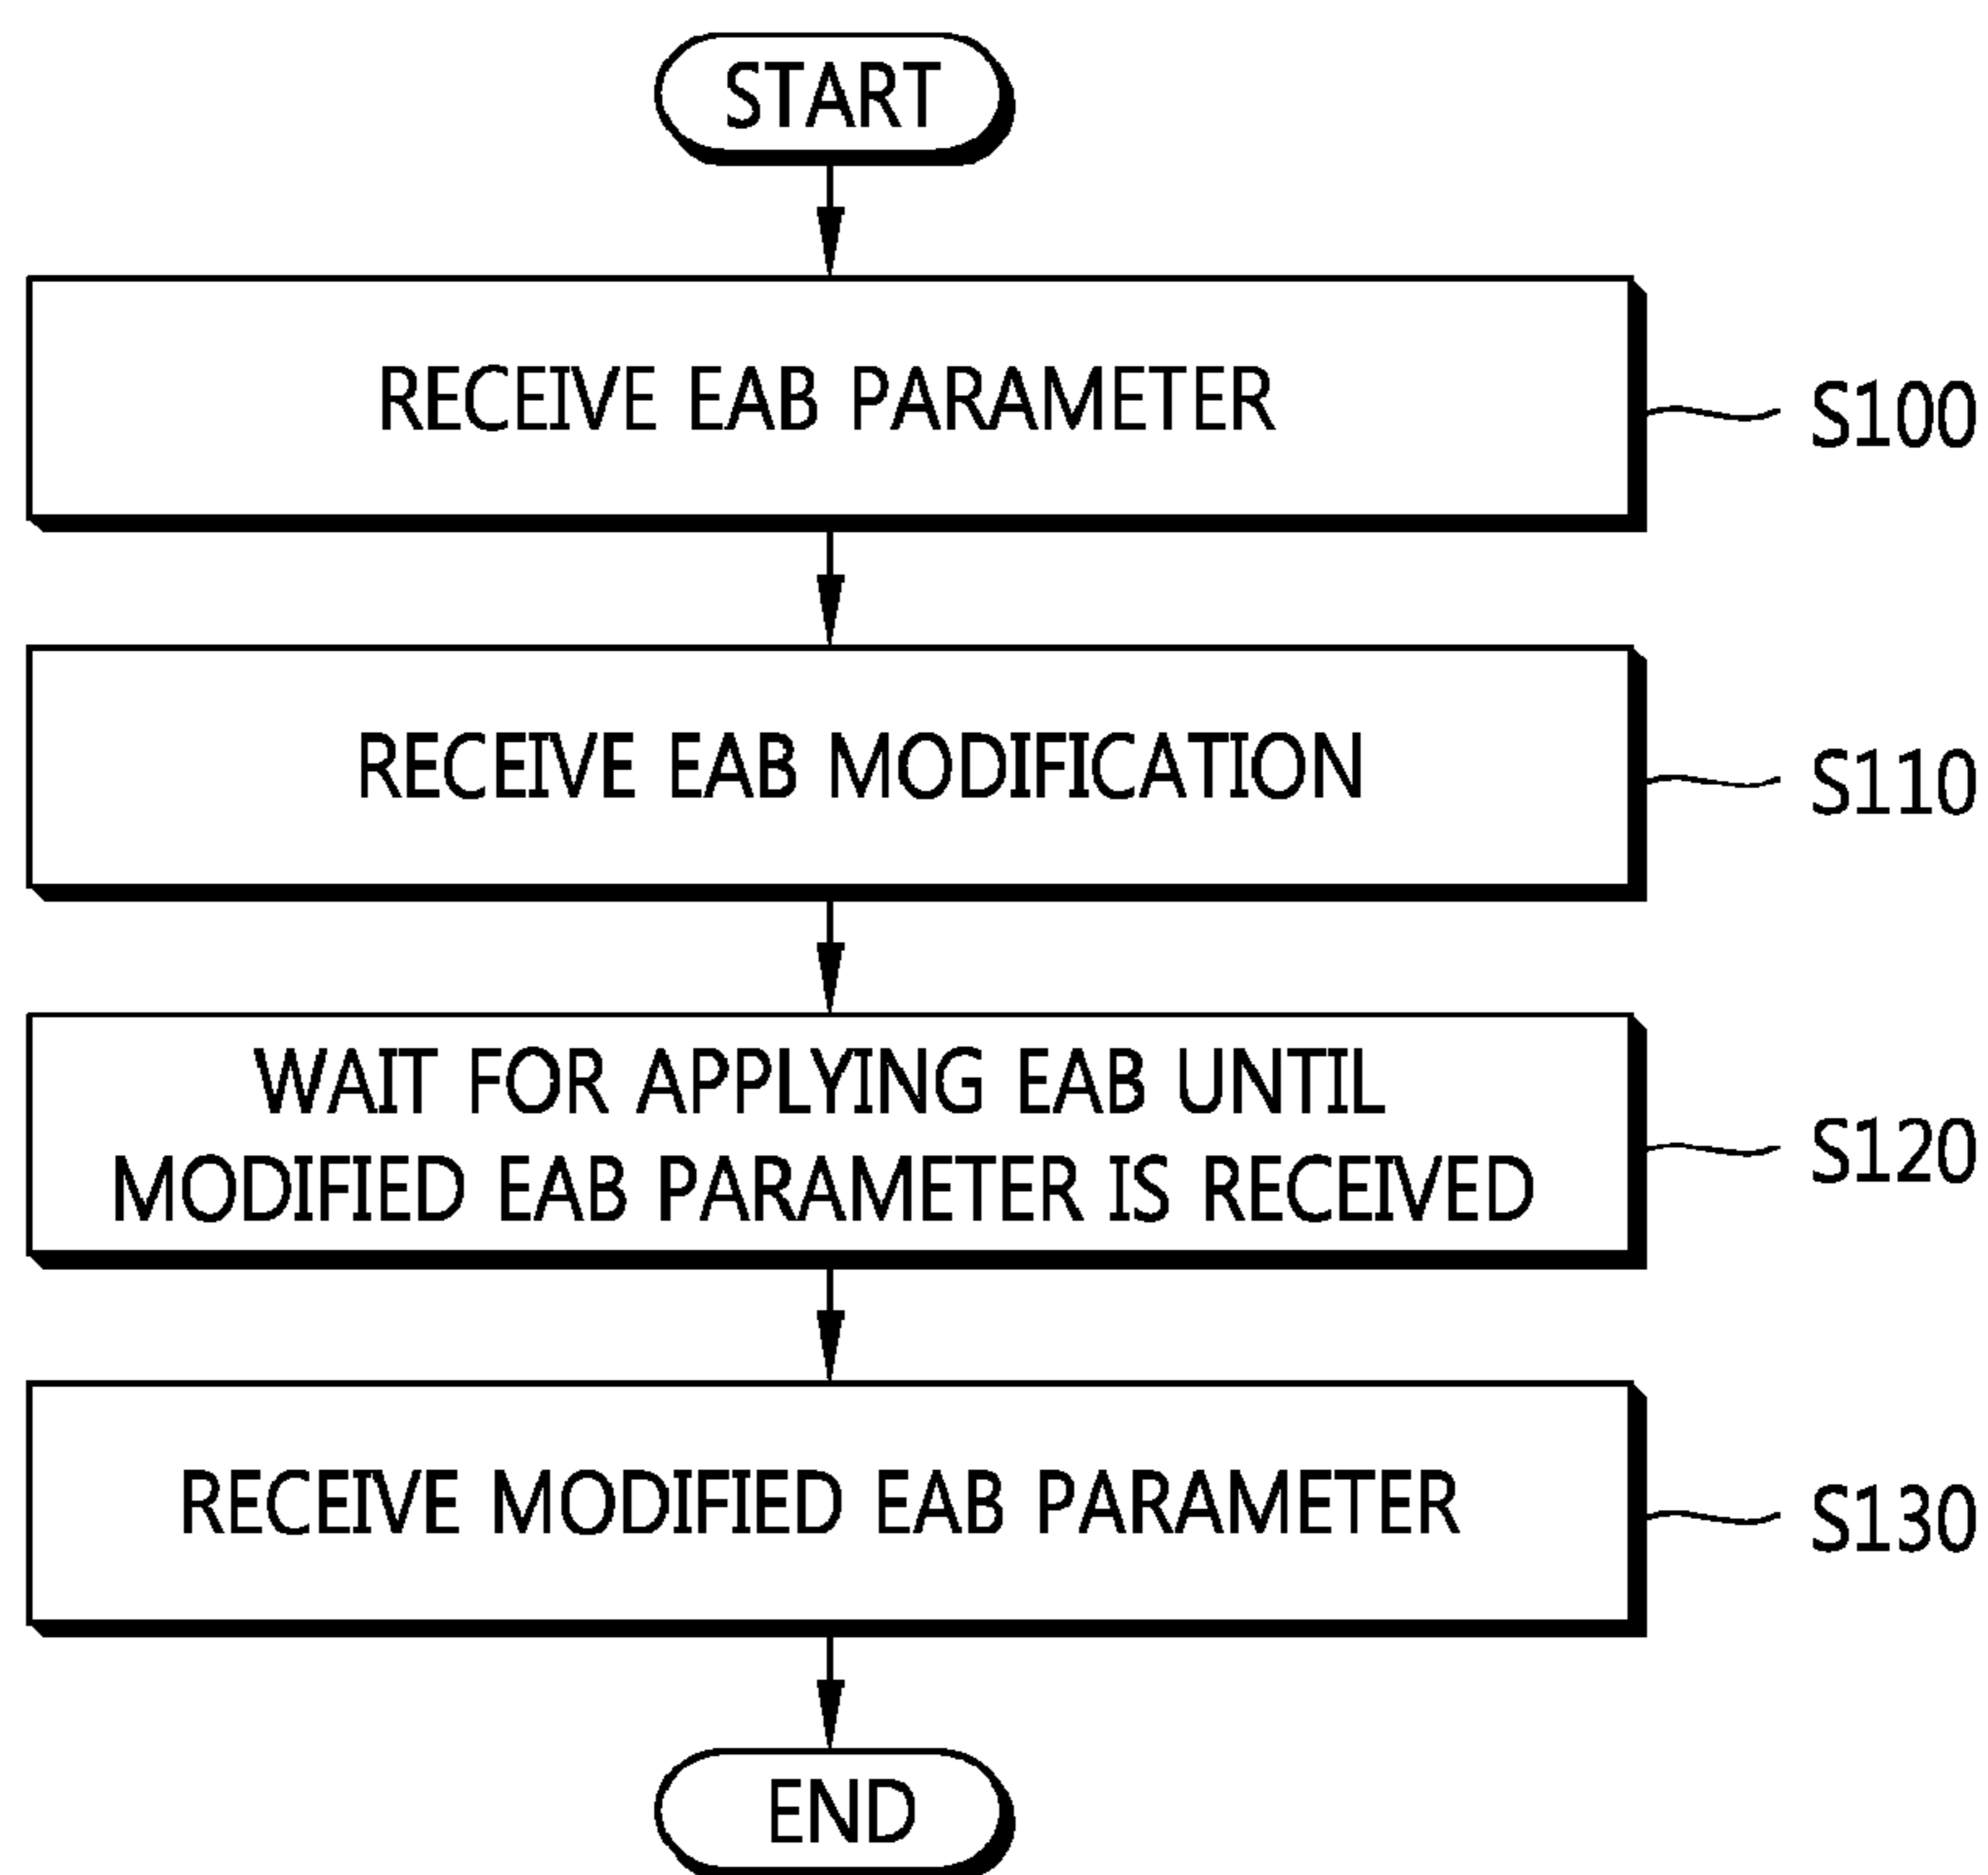 START
RECEIVE EAB PARAMETER
S100
RECEIVE EAB MODIFICATION
S110
WAIT FOR APPLYING EAB UNTIL
MODIFIED EAB PARAMETER IS RECEIVED
S120
RECEIVE MODIFIED EAB PARAMETER
S130
END